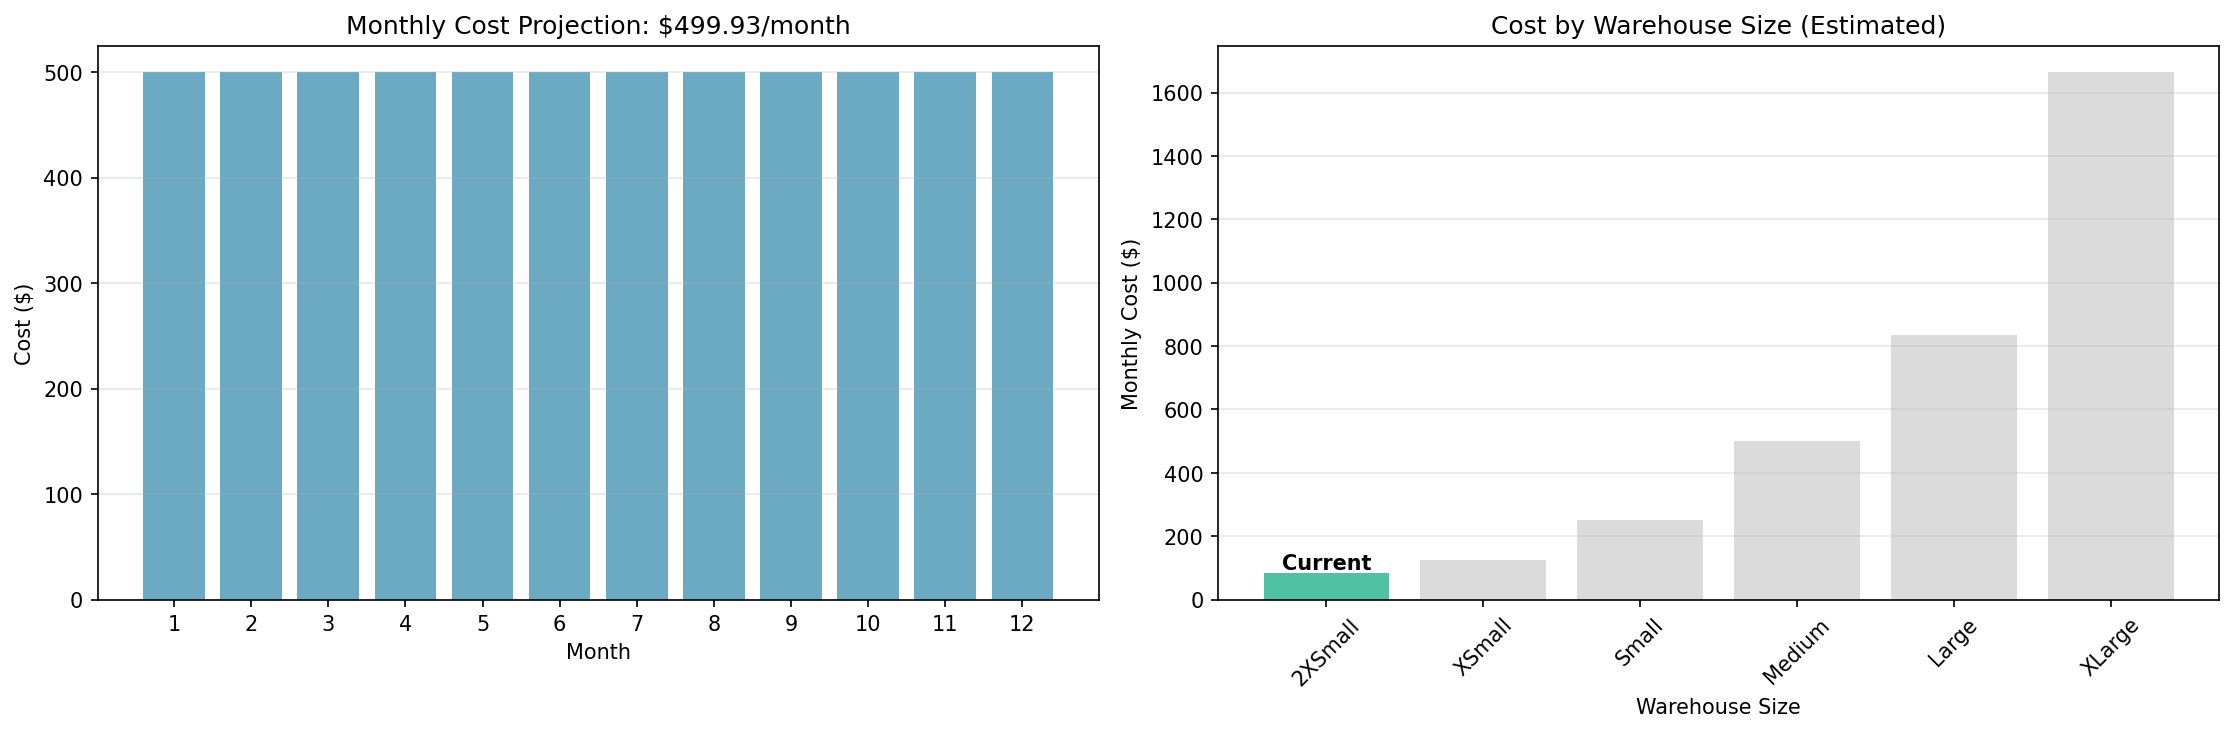 Monthly Cost Projection: $499.93/month
Cost ($)
500
400
300
200
100
0
1 2 3 4 5 6 7 8 9 10 11 12
Month
Cost by Warehouse Size (Estimated)
Monthly Cost ($)
1600
1400
1200
1000
800
600
400
200
0
Current
2XSmall XSmall Small Medium Large XLarge
Warehouse Size